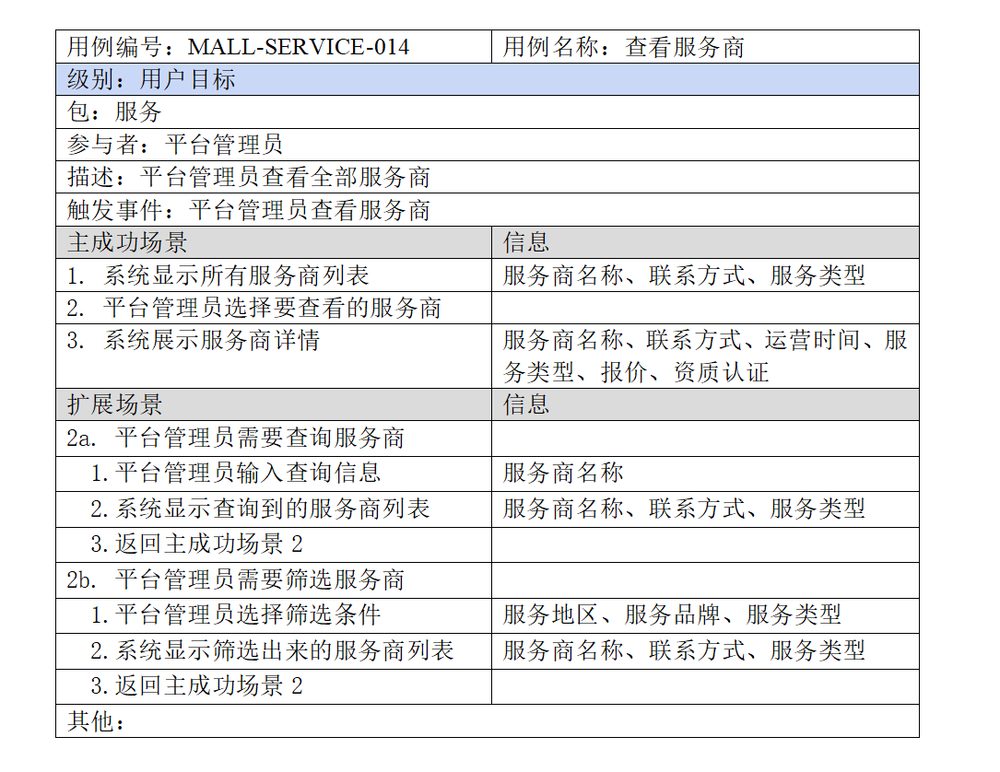 用例编号：MALL-SERVICE-014 用例名称：查看服务商
级别：用户目标
包：服务
参与者：平台管理员
描述：平台管理员查看全部服务商
触发事件：平台管理员查看服务商
主成功场景 信息
1. 系统显示所有服务商列表 服务商名称、联系方式、服务类型
2. 平台管理员选择要查看的服务商
3. 系统展示服务商详情 服务商名称、联系方式、运营时间、服
务类型、报价、资质认证
扩展场景 信息
2a. 平台管理员需要查询服务商
1.平台管理员输入查询信息 服务商名称
2.系统显示查询到的服务商列表 服务商名称、联系方式、服务类型
3.返回主成功场景 2
2b. 平台管理员需要筛选服务商
1.平台管理员选择筛选条件 服务地区、服务品牌、服务类型
2.系统显示筛选出来的服务商列表 服务商名称、联系方式、服务类型
3.返回主成功场景 2
其他：